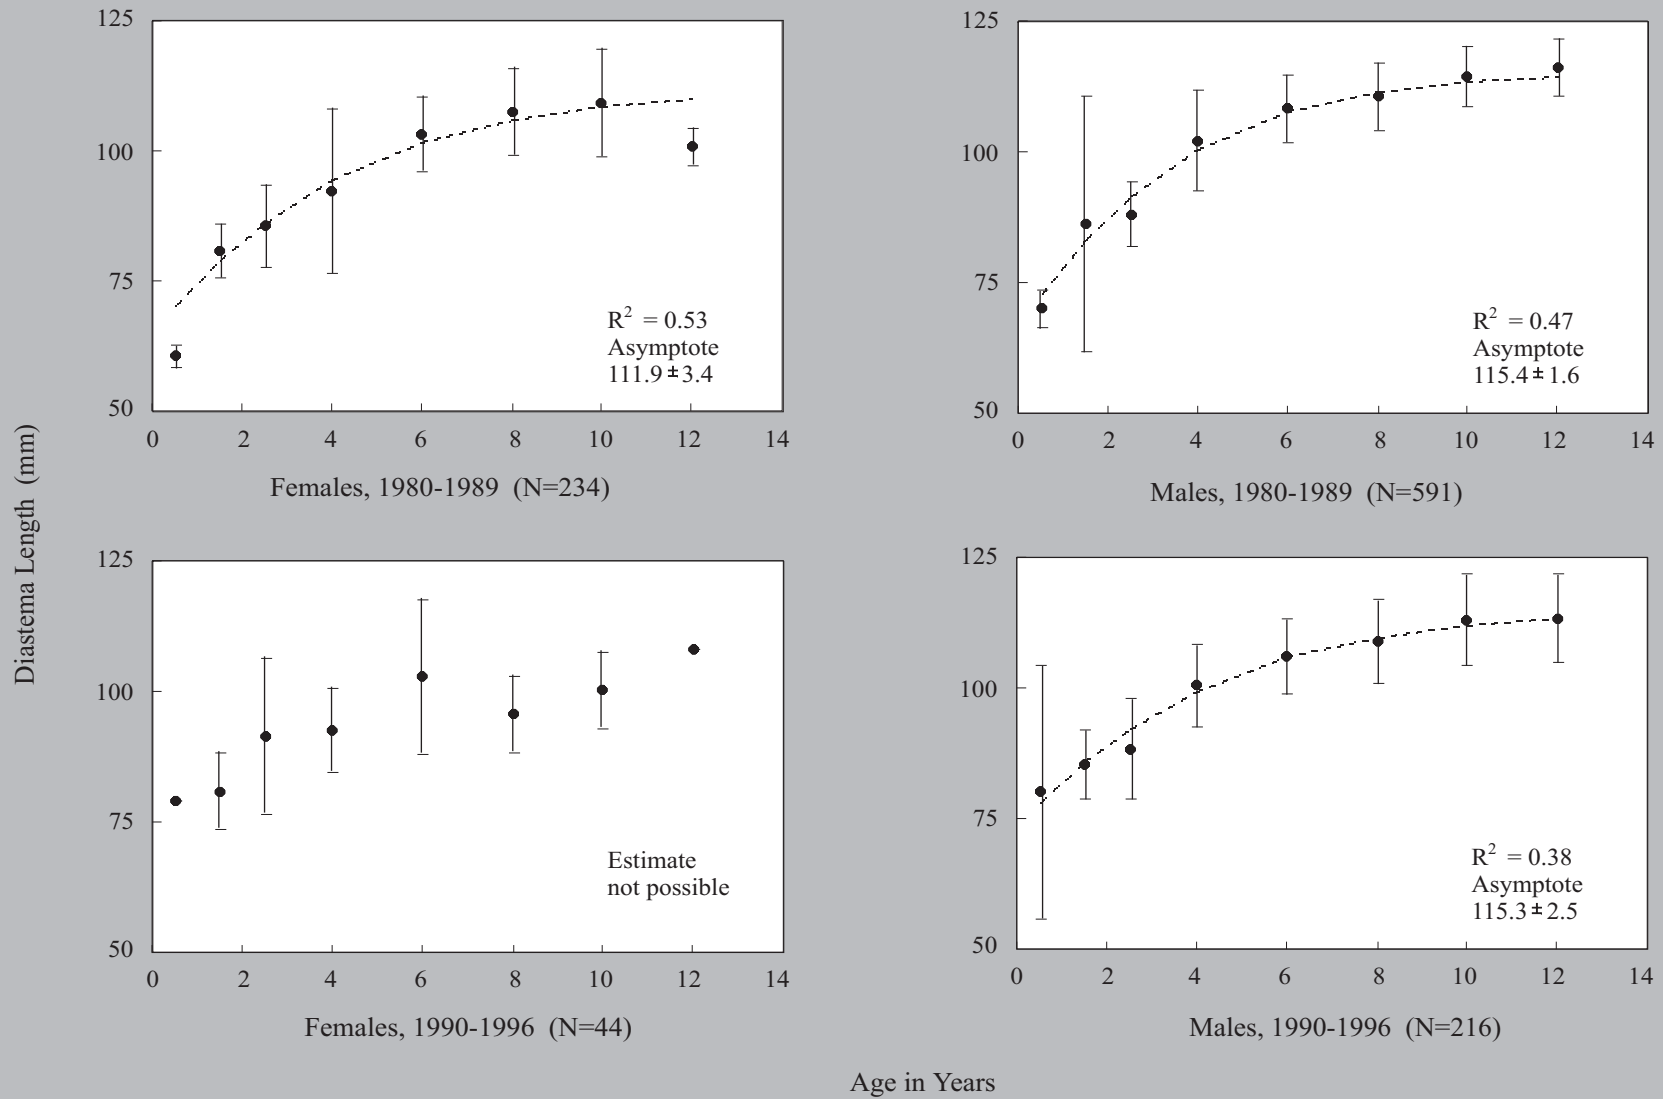 Diastema Length (mm)
125
100
75
50
0 2 4 6 8 10 12 14
R² = 0.53
Asymptote
111.9 ± 3.4
Females, 1980-1989 (N=234)
125
100
75
50
0 2 4 6 8 10 12 14
R² = 0.47
Asymptote
115.4 ± 1.6
Males, 1980-1989 (N=591)
125
100
75
50
0 2 4 6 8 10 12 14
Estimate
not possible
Females, 1990-1996 (N=44)
125
100
75
50
0 2 4 6 8 10 12 14
R² = 0.38
Asymptote
115.3 ± 2.5
Males, 1990-1996 (N=216)
Age in Years